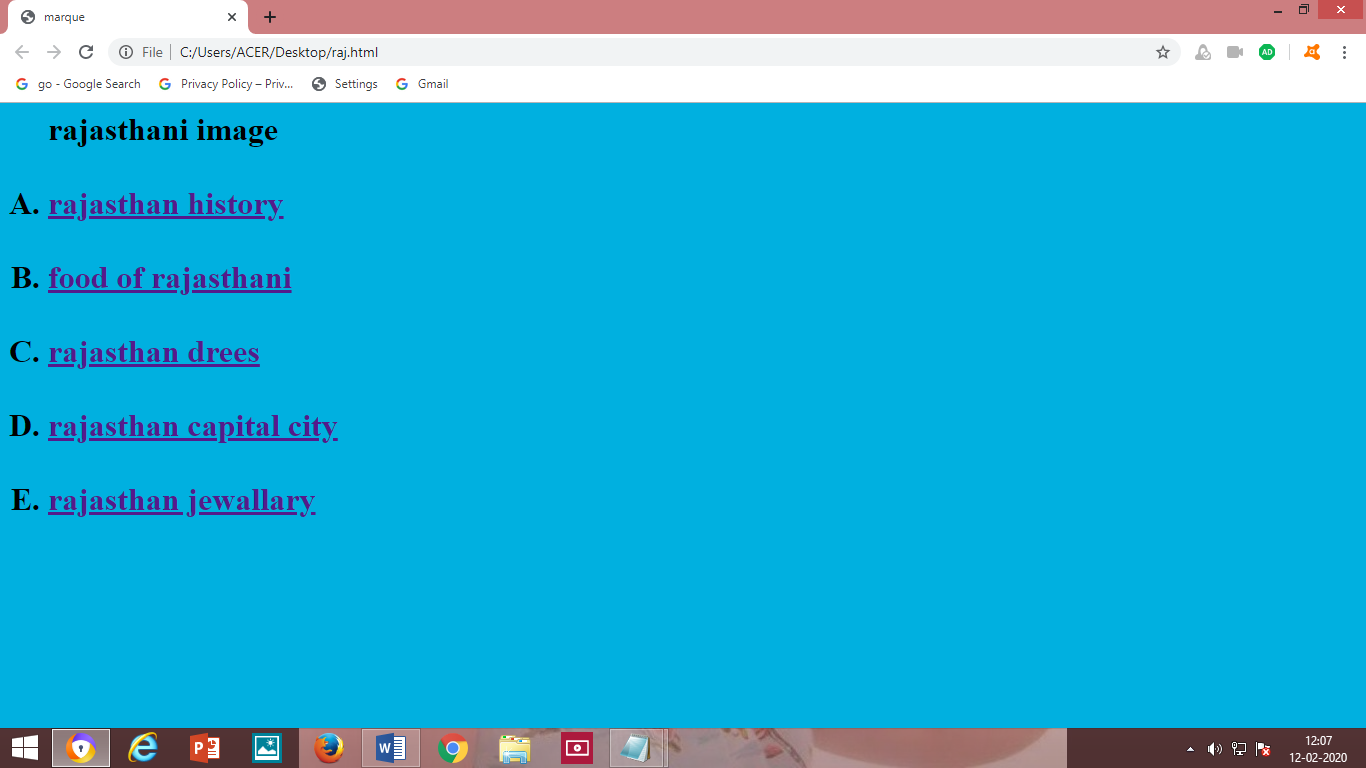 marque
File
C:/Users/ACER/Desktop/raj.html
AD
go - Google Search
Privacy Policy – Priv...
Settings
Gmail
rajasthani image
A. rajasthan history
B. food of rajasthani
C. rajasthan drees
D. rajasthan capital city
E. rajasthan jewallary
12:07
12-02-2020